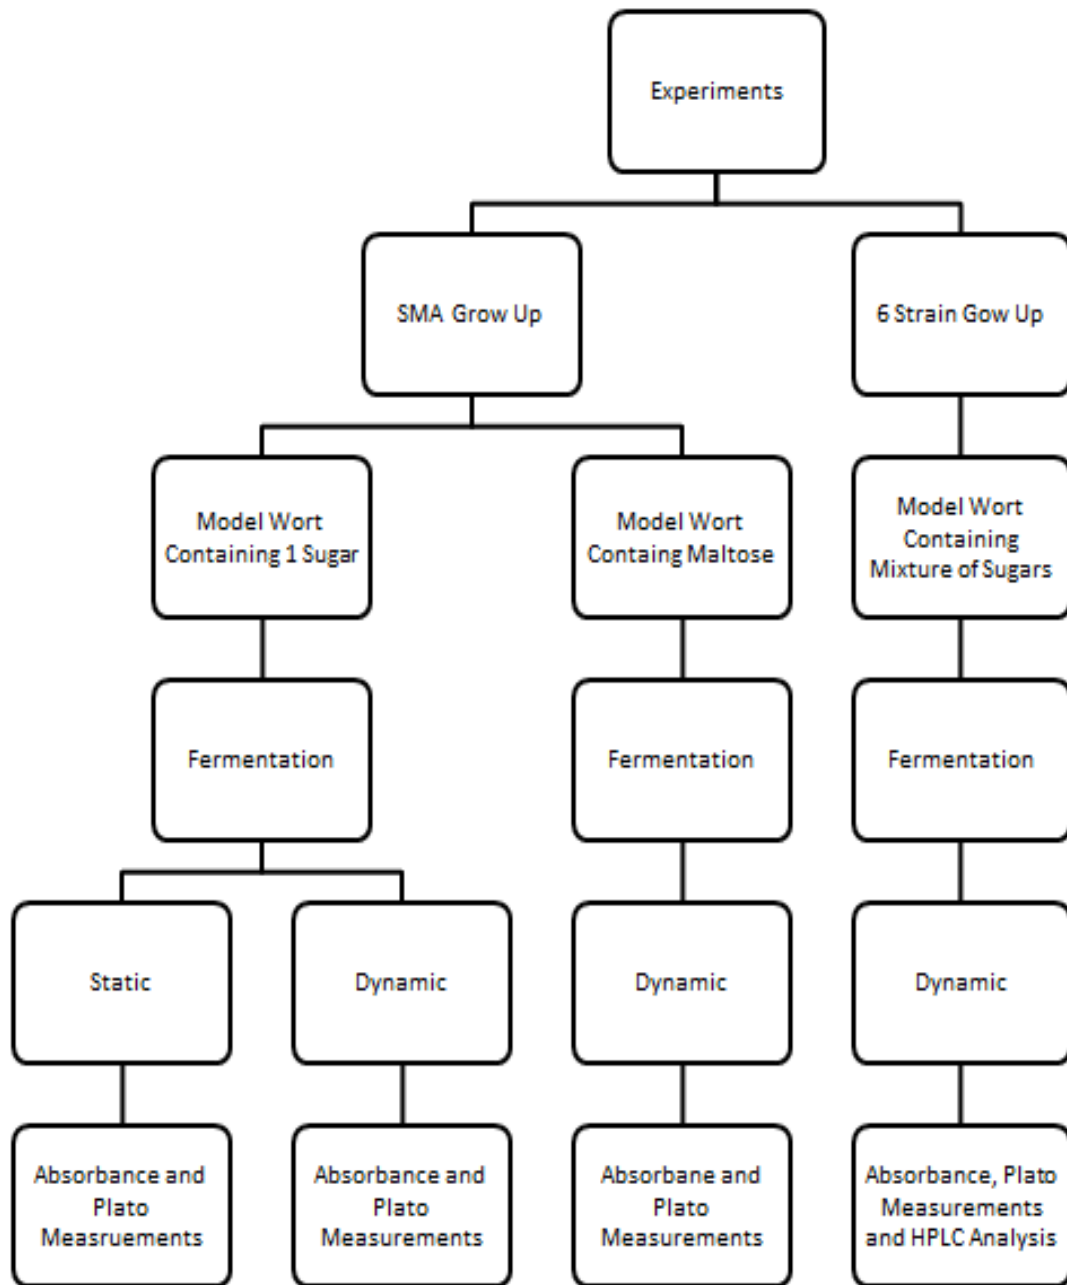 Experiments
SMA Grow Up
6 Strain Gow Up
Model Wort
Containing 1 Sugar
Model Wort
Containg Maltose
Model Wort
Containing
Mixture of Sugars
Fermentation
Fermentation
Fermentation
Static
Dynamic
Dynamic
Dynamic
Absorbance and
Plato
Measruements
Absorbance and
Plato
Measurements
Absorbane and
Plato
Measurements
Absorbance, Plato
Measurements
and HPLC Analysis